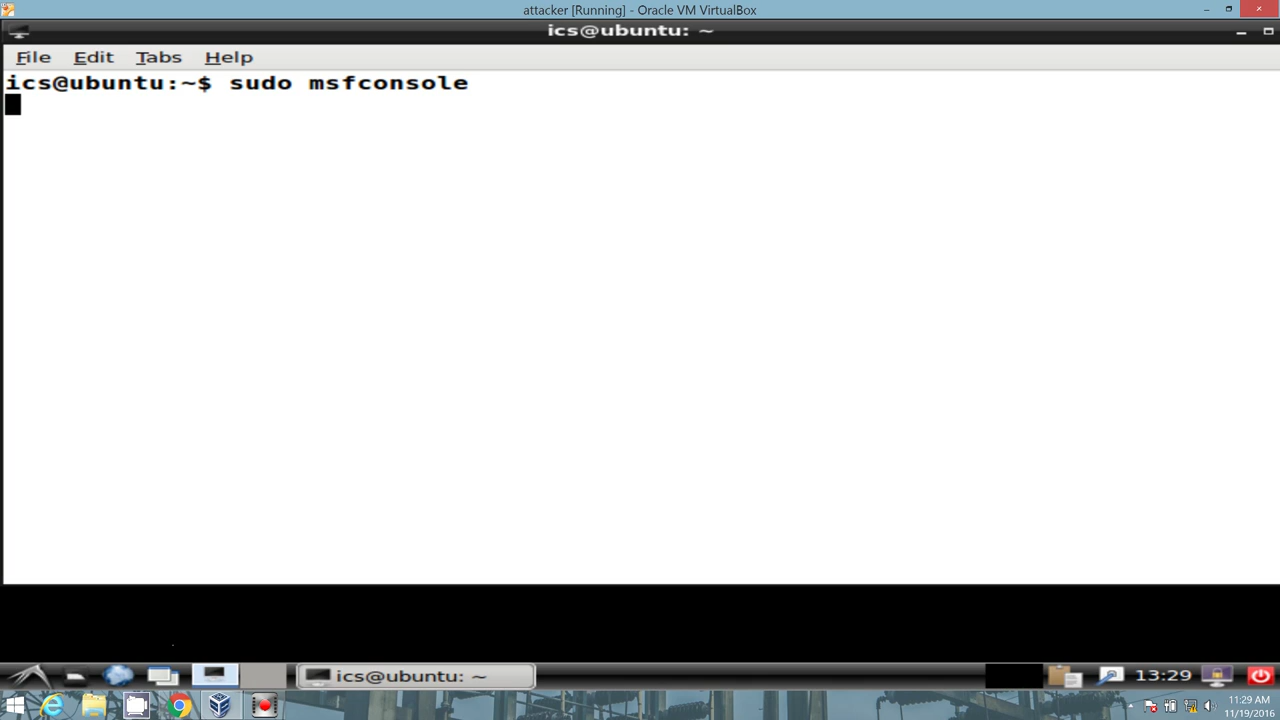 attacker [Running] - Oracle VM VirtualBox
ics@ubuntu: ~
File Edit Tabs Help
ics@ubuntu:~$ sudo msfconsole
ics@ubuntu: ~
13:29
11:29 AM
11/19/2016